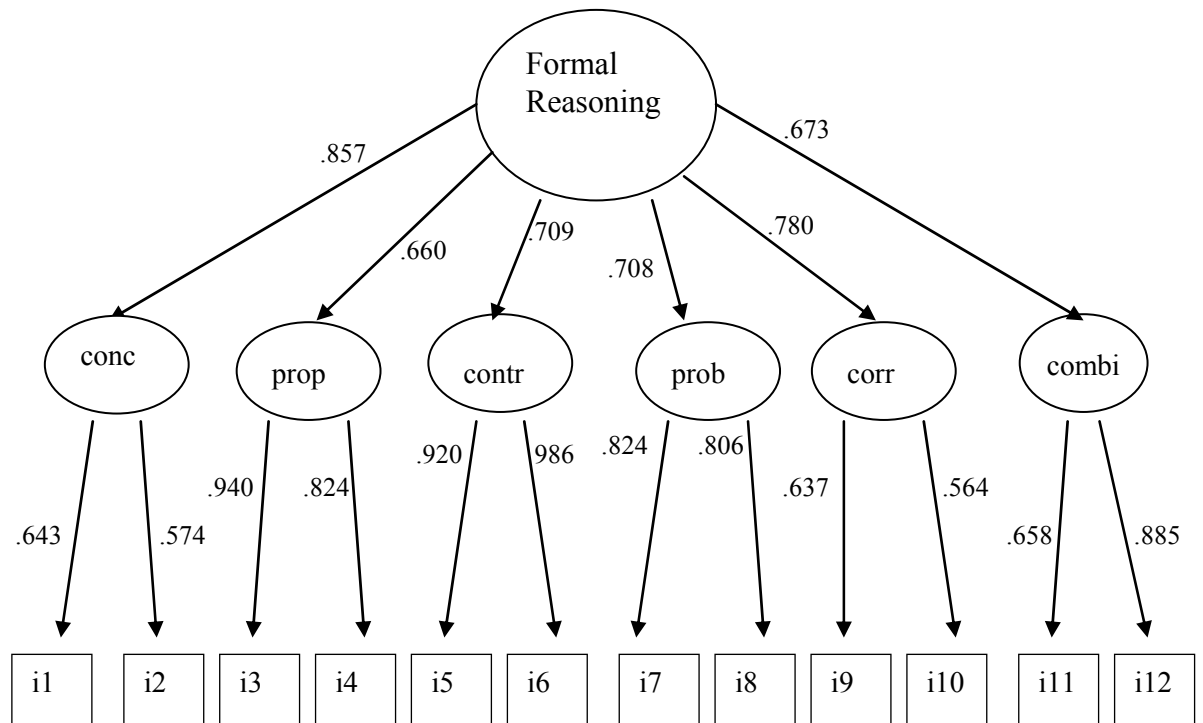 Formal
Reasoning
.857
.673
.660
.709
.708
.780
conc
prop
contr
prob
corr
combi
.643
.574
.940
.824
.920
986
.824
.806
.637
.564
.658
.885
i1
i2
i3
i4
i5
i6
i7
i8
i9
i10
i11
i12